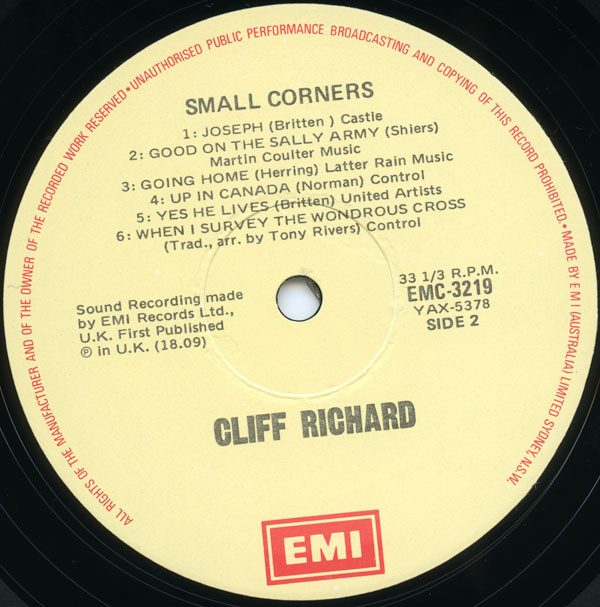 ALL RIGHTS OF THE MANUFACTURER AND OF THE OWNER OF THE RECORDED WORK RESERVED•UNAUTHORISED PUBLIC PERFORMANCE BROADCASTING AND COPYING OF THIS RECORD PROHIBITED.•MADE BY E M I (AUSTRALIA) LIMITED SYDNEY, N.S.W.
SMALL CORNERS
1: JOSEPH (Britten ) Castle
2: GOOD ON THE SALLY ARMY (Shiers)
Martin Coulter Music
3: GOING HOME (Herring) Latter Rain Music
4: UP IN CANADA (Norman) Control
5: YES HE LIVES (Britten) United Artists
6: WHEN I SURVEY THE WONDROUS CROSS
(Trad., arr. by Tony Rivers) Control
Sound Recording made
by EMI Records Ltd.,
U.K. First Published
Ⓟ in U.K. (18.09)
33 1/3 R.P.M.
EMC-3219
YAX-5378
SIDE 2
CLIFF RICHARD
EMI